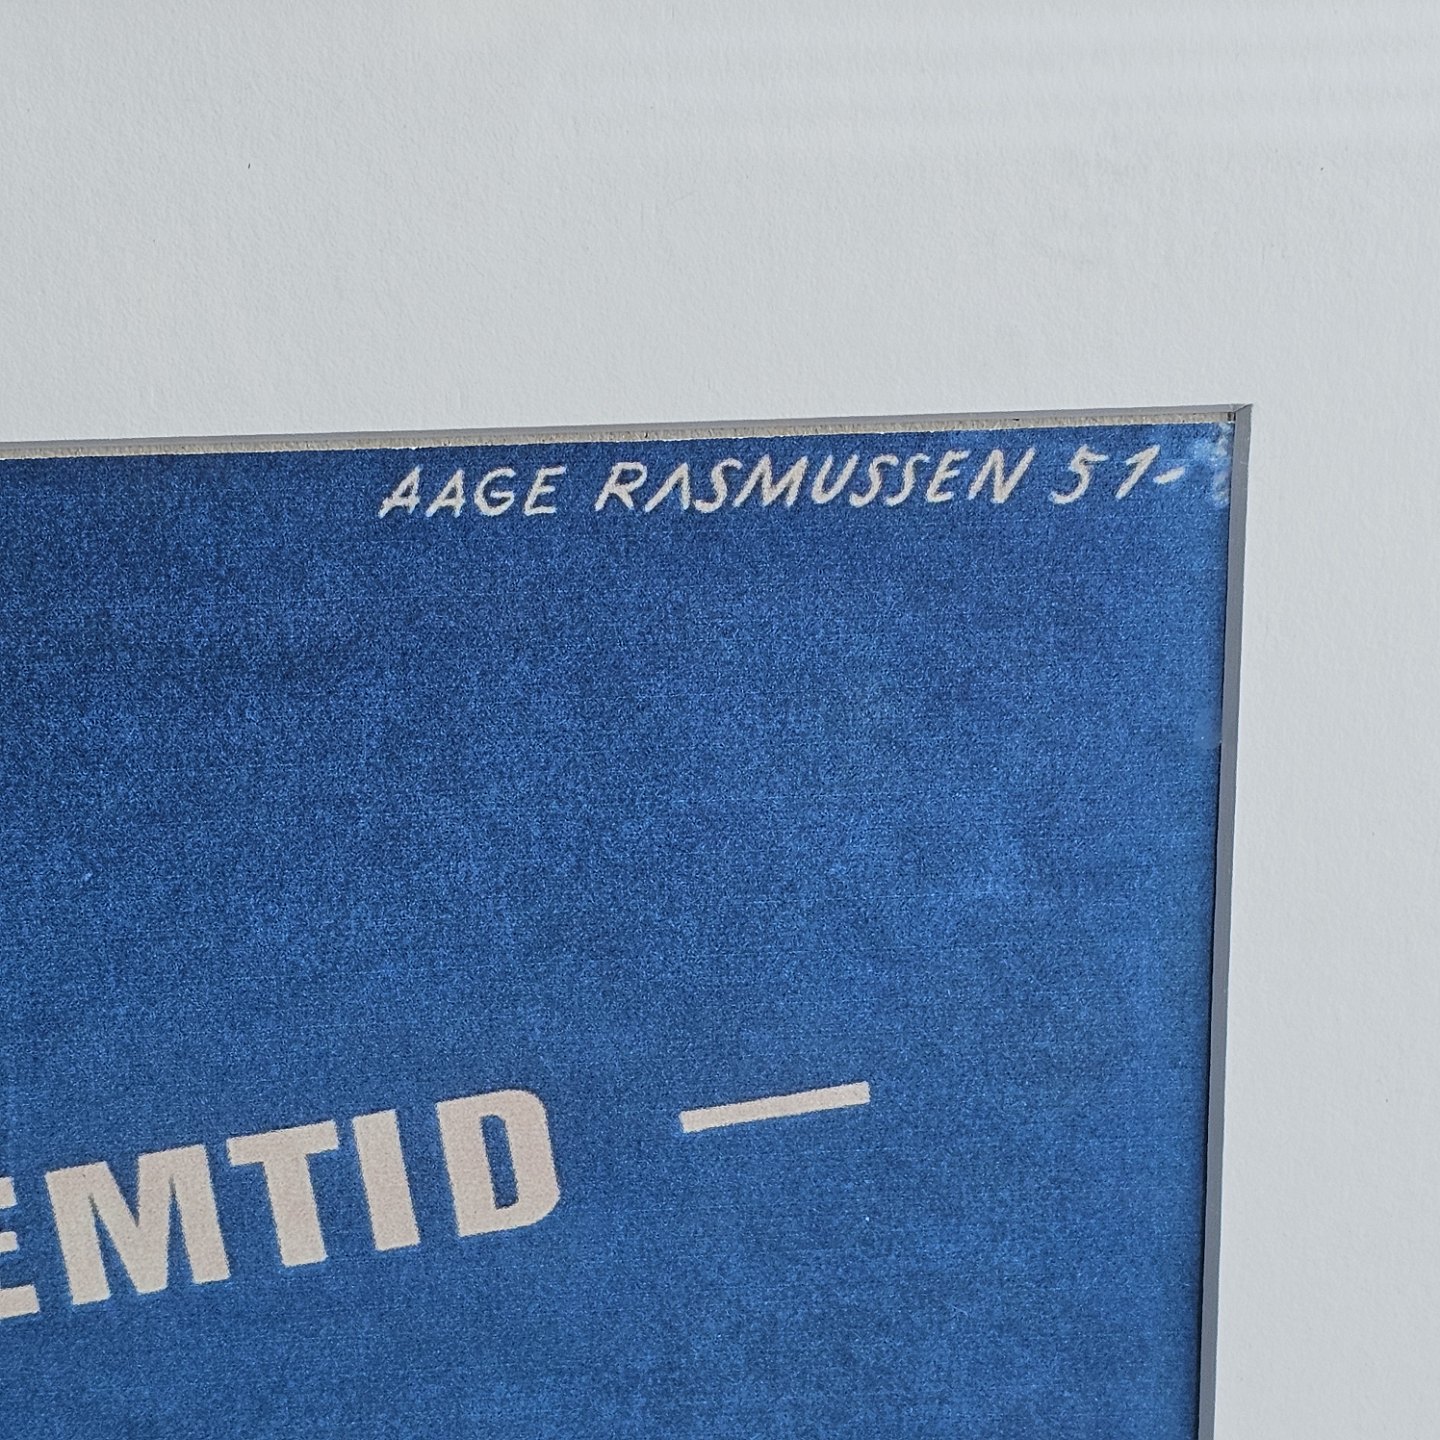 AAGE RASMUSSEN 51-
EMTID —